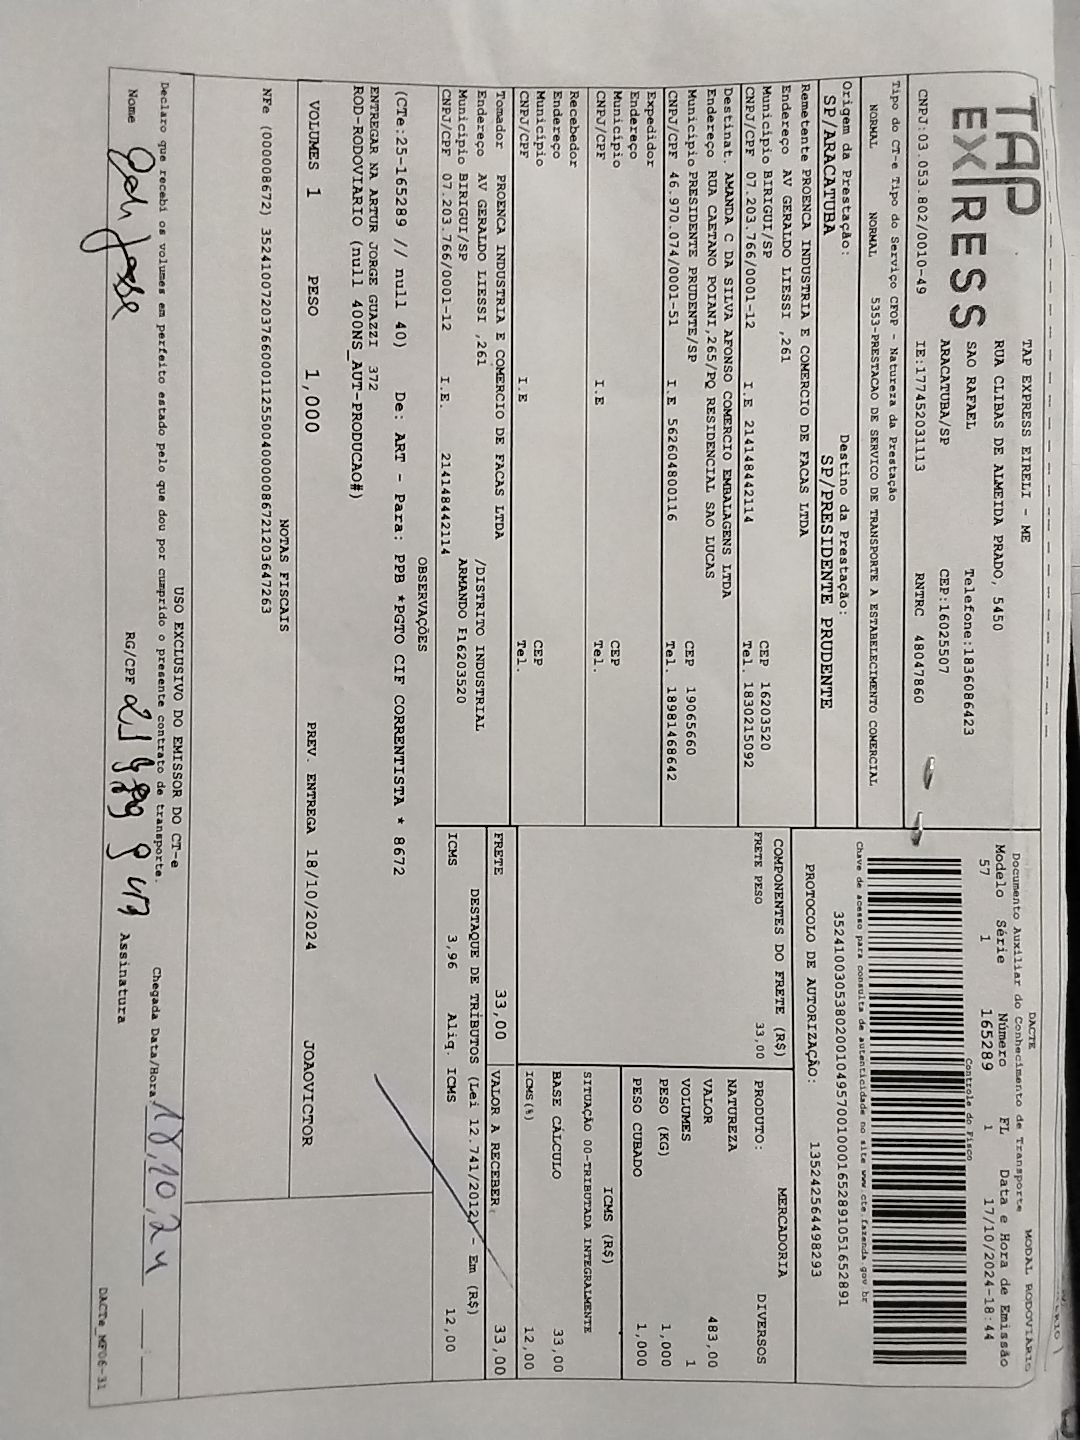 TAP
EXPRESS
TAP EXPRESS EIRELI - ME
RUA CLIBAS DE ALMEIDA PRADO, 5450
SAO RAFAEL Telefone:1836086423
ARACATUBA/SP CEP:16025507
CNPJ:03.053.802/0010-49 IE:177452031113 RNTRC 48047860
DACTE MODAL RODOVIÁRIO
Documento Auxiliar do Conhecimento de Transporte
Modelo Série Número FL Data e Hora de Emissão
57 1 165289 1 17/10/2024-18:44
Controle do Fisco
Chave de acesso para consulta de autenticidade no site www.cte.fazenda.gov.br
35241003053802001049570010001652891051652891
PROTOCOLO DE AUTORIZAÇÃO: 135242564498293
Tipo do CT-e Tipo do Serviço CFOP - Natureza da Prestação
NORMAL NORMAL 5353-PRESTACAO DE SERVICO DE TRANSPORTE A ESTABELECIMENTO COMERCIAL
Origem da Prestação: Destino da Prestação:
SP/ARACATUBA SP/PRESIDENTE PRUDENTE
Remetente PROENCA INDUSTRIA E COMERCIO DE FACAS LTDA
Endereço AV GERALDO LIESSI ,261
Município BIRIGUI/SP CEP 16203520
CNPJ/CPF 07.203.766/0001-12 I.E 214148442114 Tel. 1830215092
Destinat. AMANDA C DA SILVA AFONSO COMERCIO EMBALAGENS LTDA
Endereço RUA CAETANO POIANI,265/PQ RESIDENCIAL SAO LUCAS
Município PRESIDENTE PRUDENTE/SP CEP 19065660
CNPJ/CPF 46.970.074/0001-51 I.E 562604800116 Tel. 18981468642
Expedidor
Endereço
Município CEP
CNPJ/CPF I.E Tel.
Recebedor
Endereço
Município CEP
CNPJ/CPF I.E Tel.
Tomador PROENCA INDUSTRIA E COMERCIO DE FACAS LTDA
Endereço AV GERALDO LIESSI ,261 /DISTRITO INDUSTRIAL
Município BIRIGUI/SP ARMANDO F16203520
CNPJ/CPF 07.203.766/0001-12 I.E. 214148442114
COMPONENTES DO FRETE (R$)
FRETE PESO 33,00
MERCADORIA
PRODUTO: DIVERSOS
NATUREZA
VALOR 483,00
VOLUMES 1
PESO (KG) 1,000
PESO CUBADO 1,000
ICMS (R$)
SITUAÇÃO 00-TRIBUTADA INTEGRALMENTE
BASE CÁLCULO 33,00
ICMS(%) 12,00
FRETE 33,00 VALOR A RECEBER: 33,00
DESTAQUE DE TRIBUTOS (Lei 12.741/2012) - Em (R$)
ICMS 3,96 Aliq. ICMS 12,00
OBSERVAÇÕES
(CTe:25-165289 // null 40) De: ART - Para: PPB *PGTO CIF CORRENTISTA * 8672
ENTREGAR NA ARTUR JORGE GUAZZI 372
ROD-RODOVIARIO (null 400NS_AUT-PRODUCAO#)
VOLUMES 1 PESO 1,000 PREV. ENTREGA 18/10/2024 JOAOVICTOR
NOTAS FISCAIS
NFe (000008672) 35241007203766000112550040000086721203647263
USO EXCLUSIVO DO EMISSOR DO CT-e
Declaro que recebi os volumes em perfeito estado pelo que dou por cumprido o presente contrato de transporte.
Chegada Data/Hora 18,10,24
Nome RG/CPF Assinatura
DACTe_MF06-31